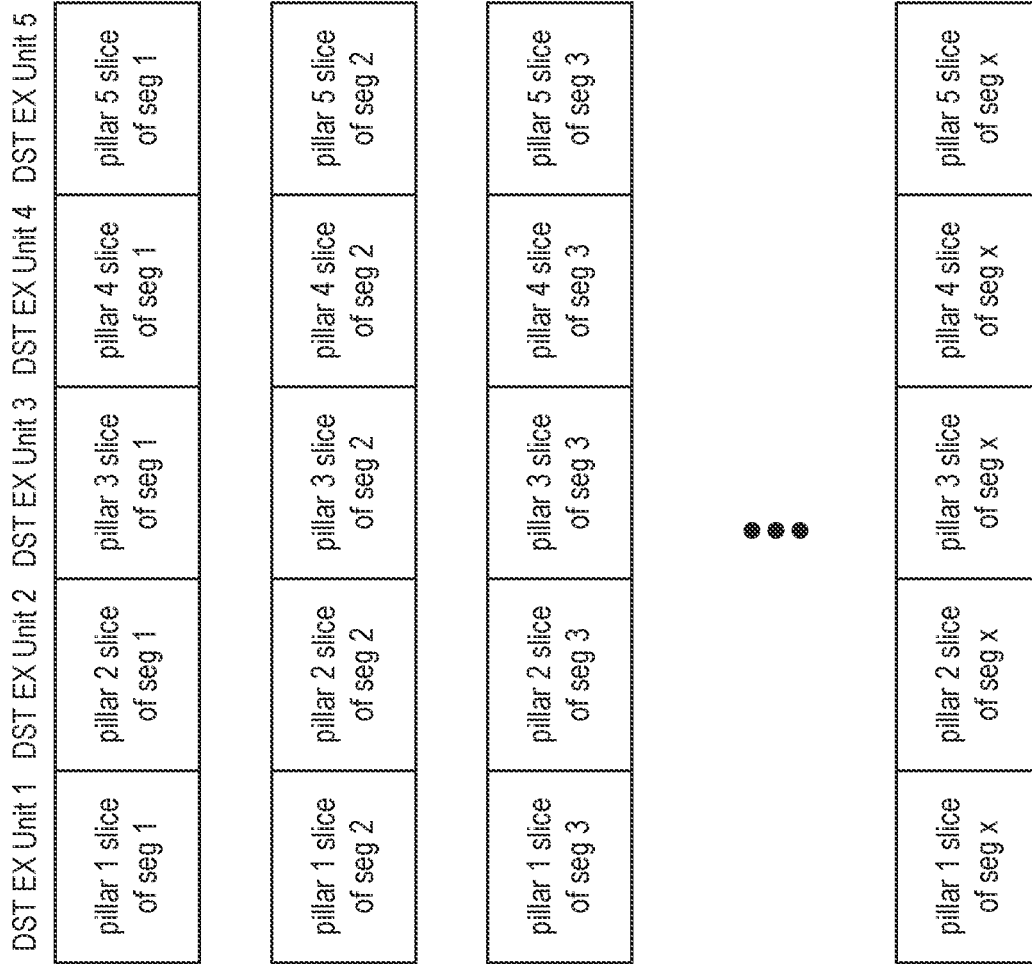 DST EX Unit 1
DST EX Unit 2
DST EX Unit 3
DST EX Unit 4
DST EX Unit 5
pillar 1 slice
of seg 1
pillar 2 slice
of seg 1
pillar 3 slice
of seg 1
pillar 4 slice
of seg 1
pillar 5 slice
of seg 1
pillar 1 slice
of seg 2
pillar 2 slice
of seg 2
pillar 3 slice
of seg 2
pillar 4 slice
of seg 2
pillar 5 slice
of seg 2
pillar 1 slice
of seg 3
pillar 2 slice
of seg 3
pillar 3 slice
of seg 3
pillar 4 slice
of seg 3
pillar 5 slice
of seg 3
pillar 1 slice
of seg x
pillar 2 slice
of seg x
pillar 3 slice
of seg x
pillar 4 slice
of seg x
pillar 5 slice
of seg x